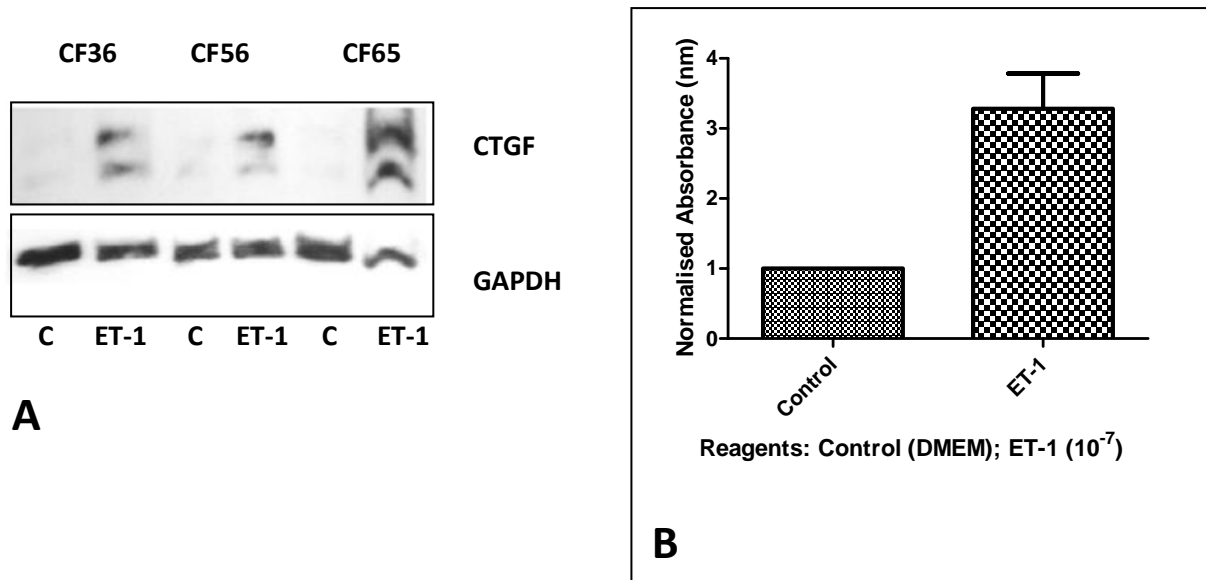 CF36 CF56 CF65
CTGF
GAPDH
C ET-1 C ET-1 C ET-1
A
Normalised Absorbance (nm)
4
3
2
1
0
Control
ET-1
Reagents: Control (DMEM); ET-1 (10⁻⁷)
B